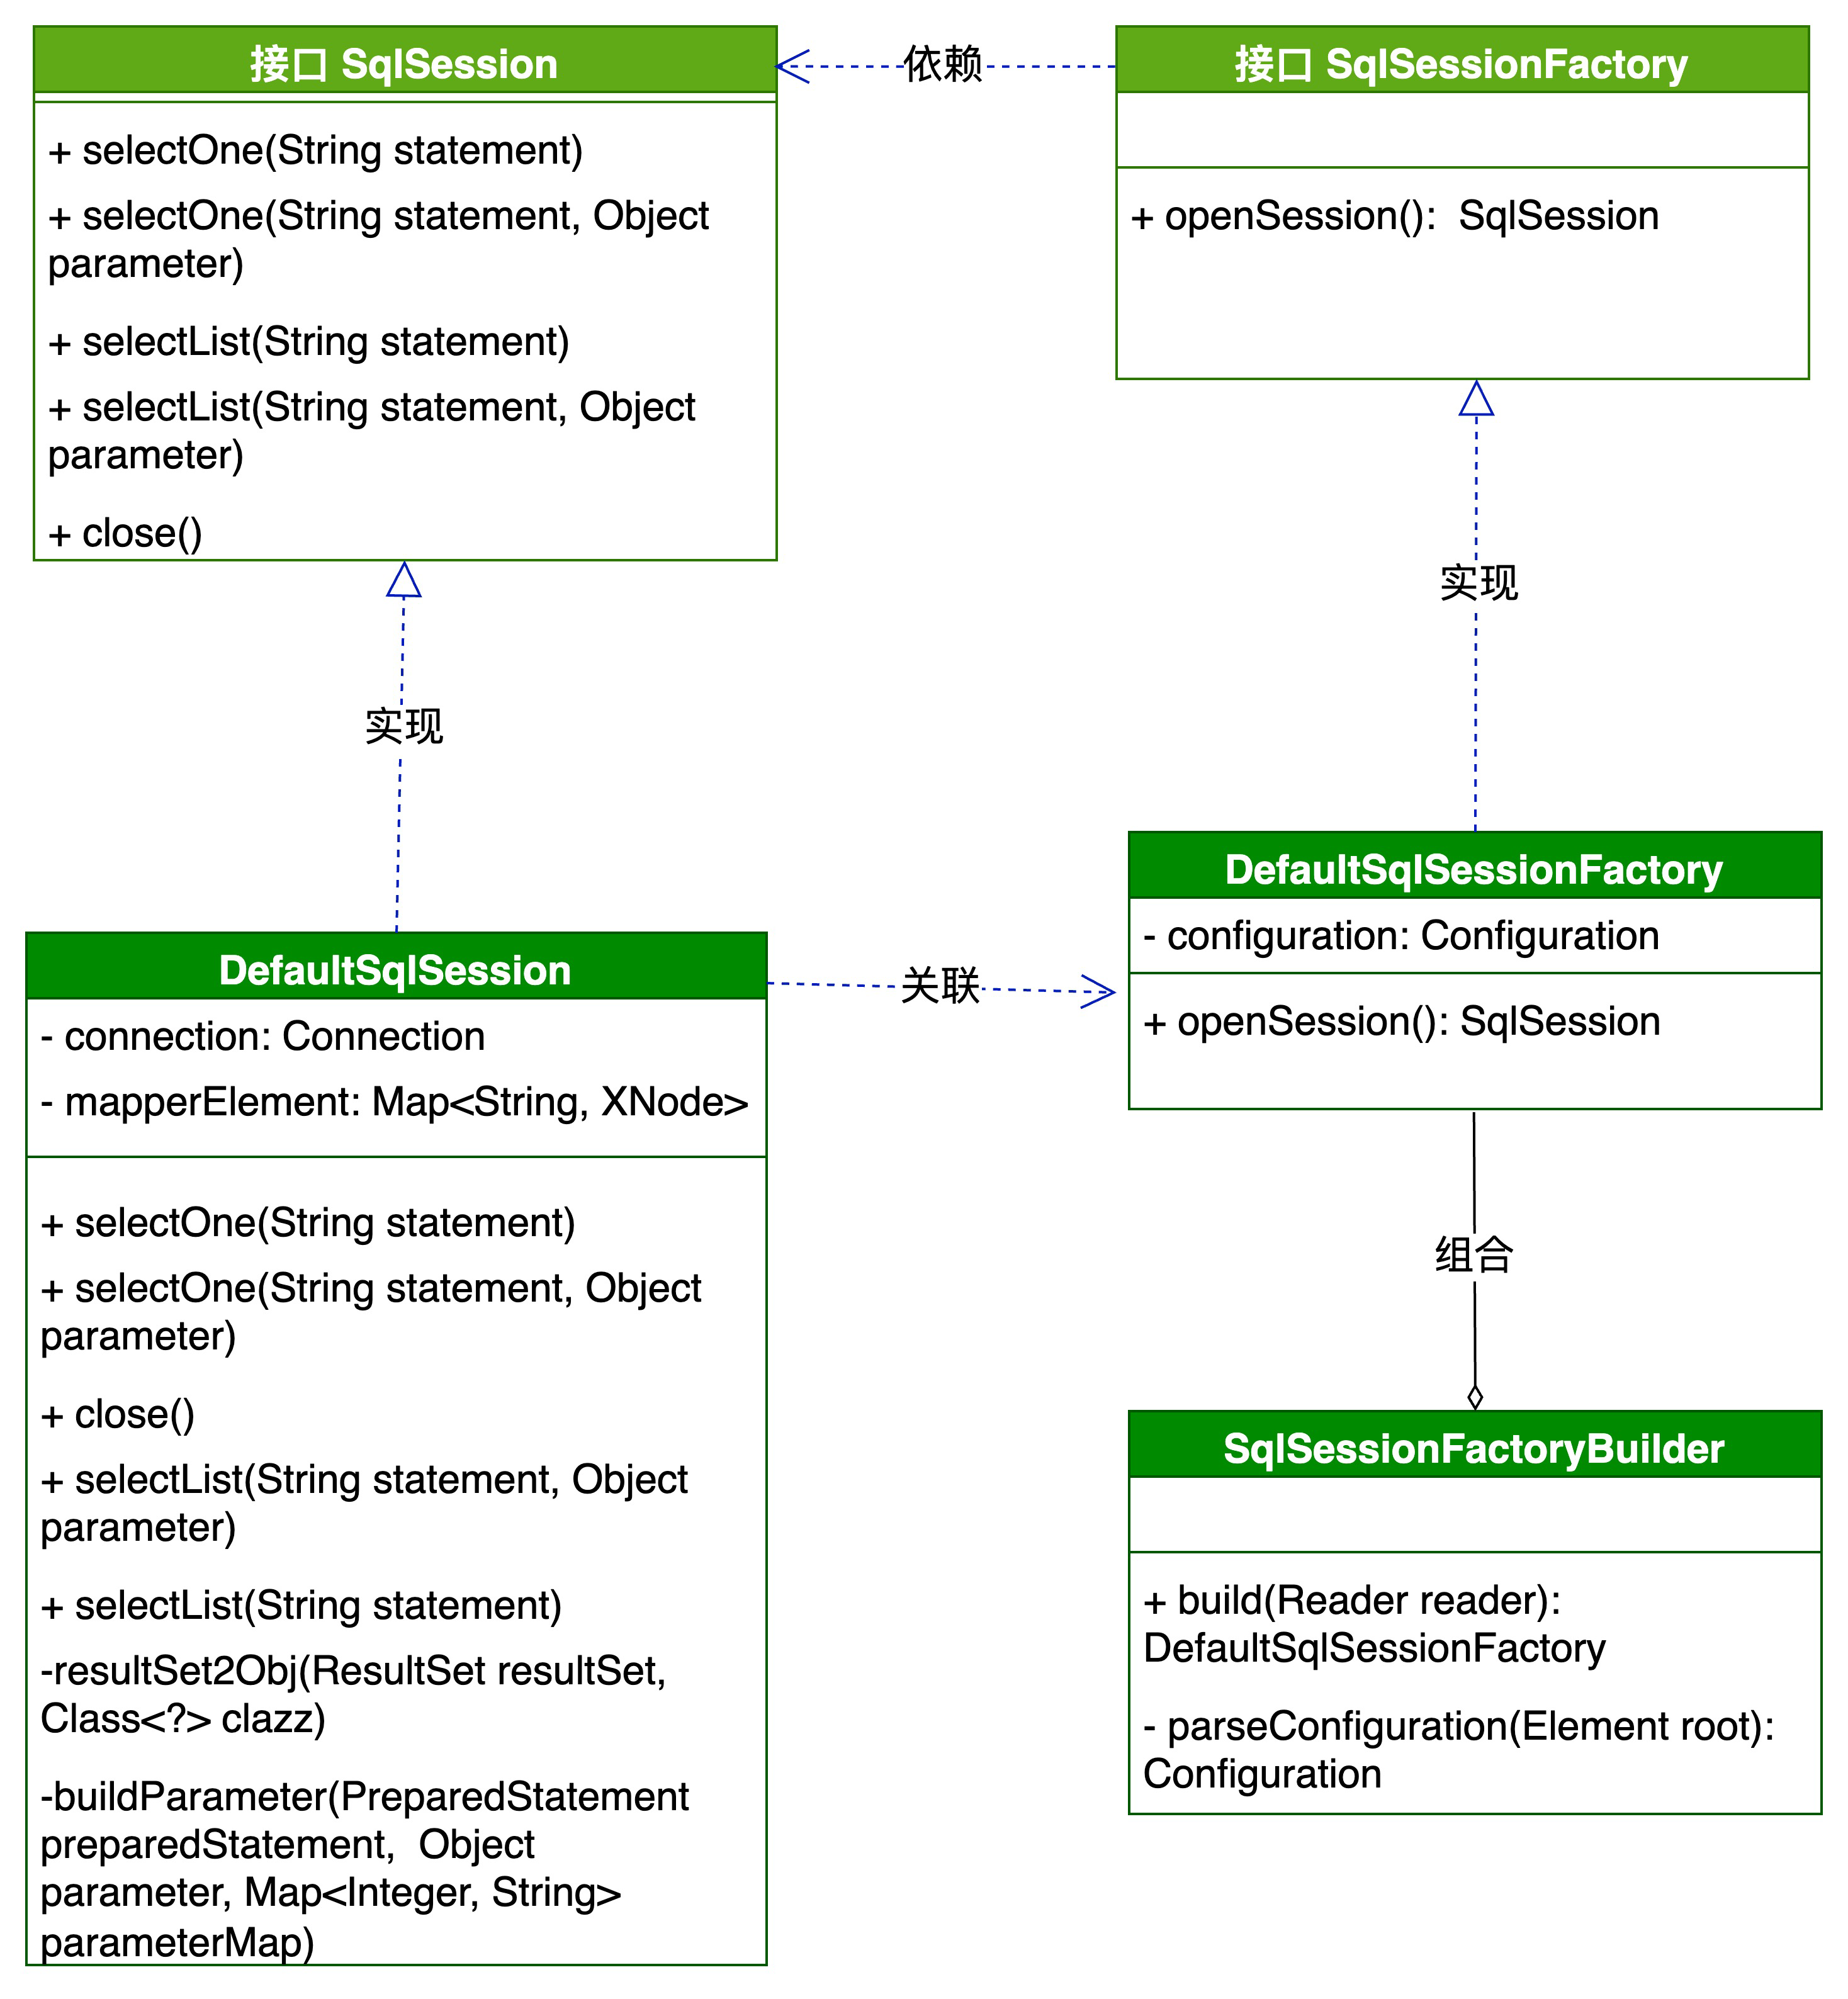 接口 SqlSession
+ selectOne(String statement)
+ selectOne(String statement, Object
parameter)
+ selectList(String statement)
+ selectList(String statement, Object
parameter)
+ close()
依赖
接口 SqlSessionFactory
+ openSession():  SqlSession
实现
实现
DefaultSqlSession
- connection: Connection
- mapperElement: Map<String, XNode>
+ selectOne(String statement)
+ selectOne(String statement, Object
parameter)
+ close()
+ selectList(String statement, Object
parameter)
+ selectList(String statement)
-resultSet2Obj(ResultSet resultSet,
Class<?> clazz)
-buildParameter(PreparedStatement
preparedStatement,  Object
parameter, Map<Integer, String>
parameterMap)
关联
DefaultSqlSessionFactory
- configuration: Configuration
+ openSession(): SqlSession
组合
SqlSessionFactoryBuilder
+ build(Reader reader):
DefaultSqlSessionFactory
- parseConfiguration(Element root):
Configuration